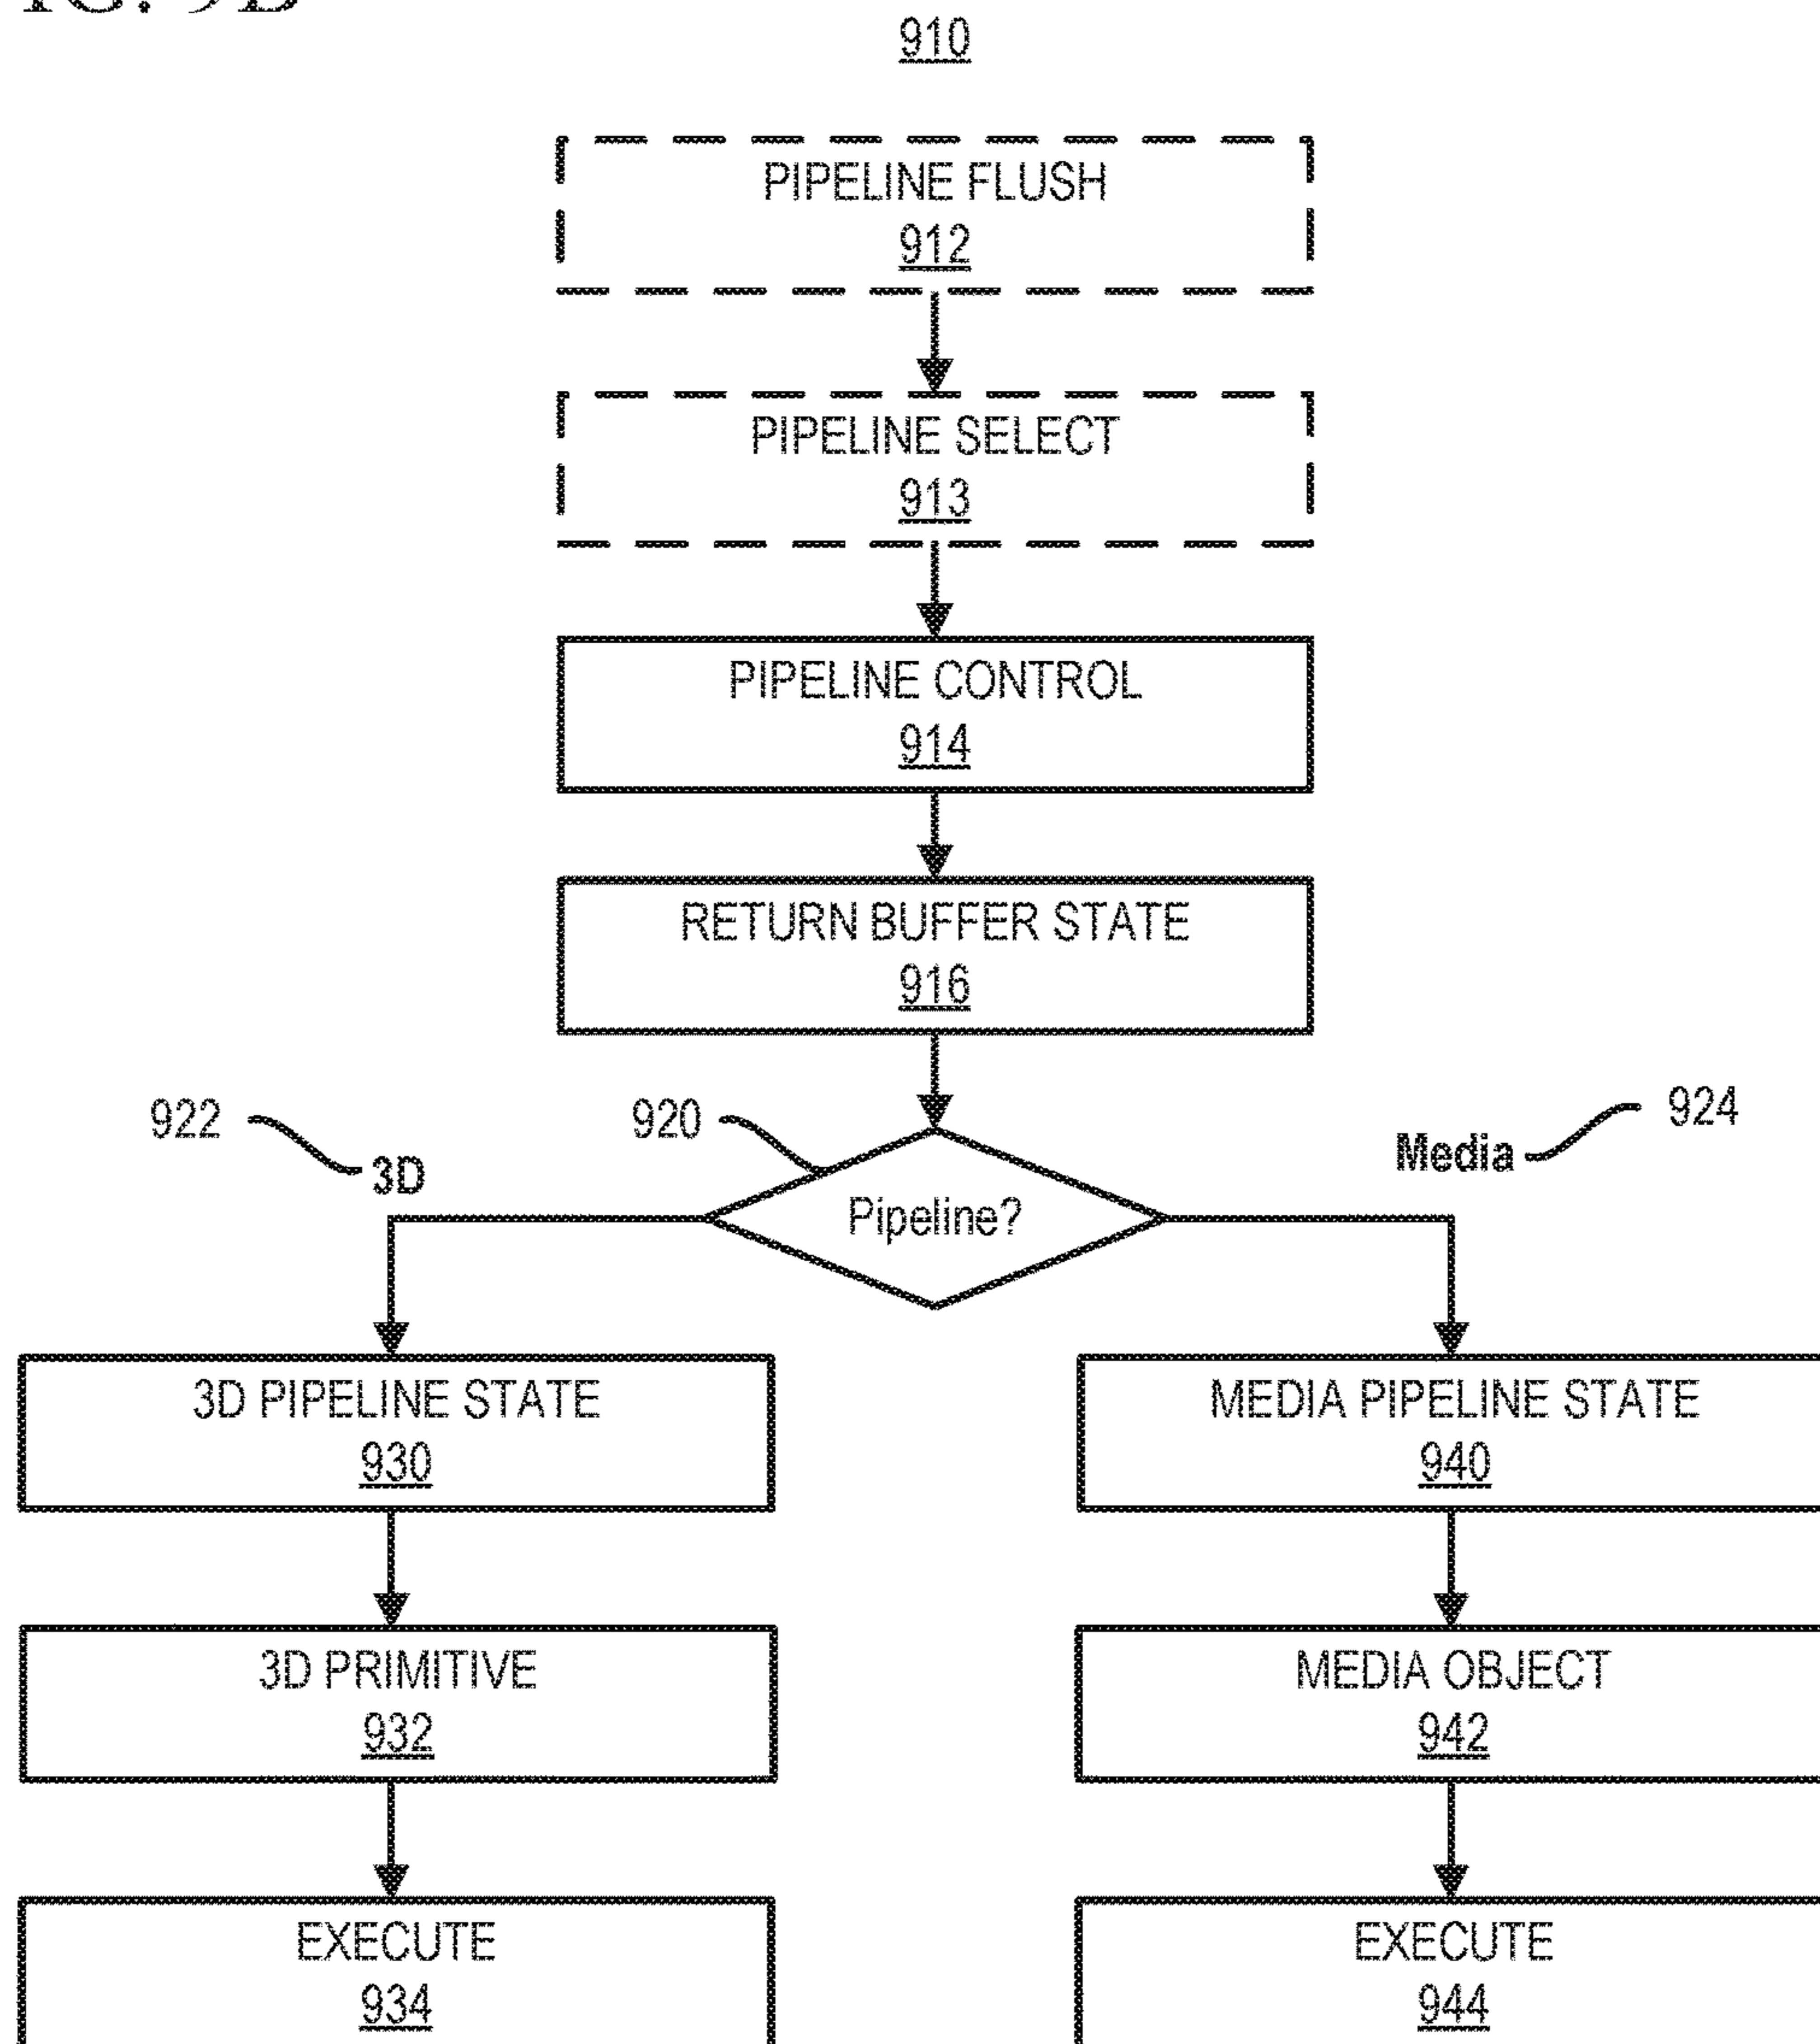 910
PIPELINE FLUSH
912
PIPELINE SELECT
913
PIPELINE CONTROL
914
RETURN BUFFER STATE
916
922
920
924
3D
Media
Pipeline?
3D PIPELINE STATE
930
MEDIA PIPELINE STATE
940
3D PRIMITIVE
932
MEDIA OBJECT
942
EXECUTE
934
EXECUTE
944